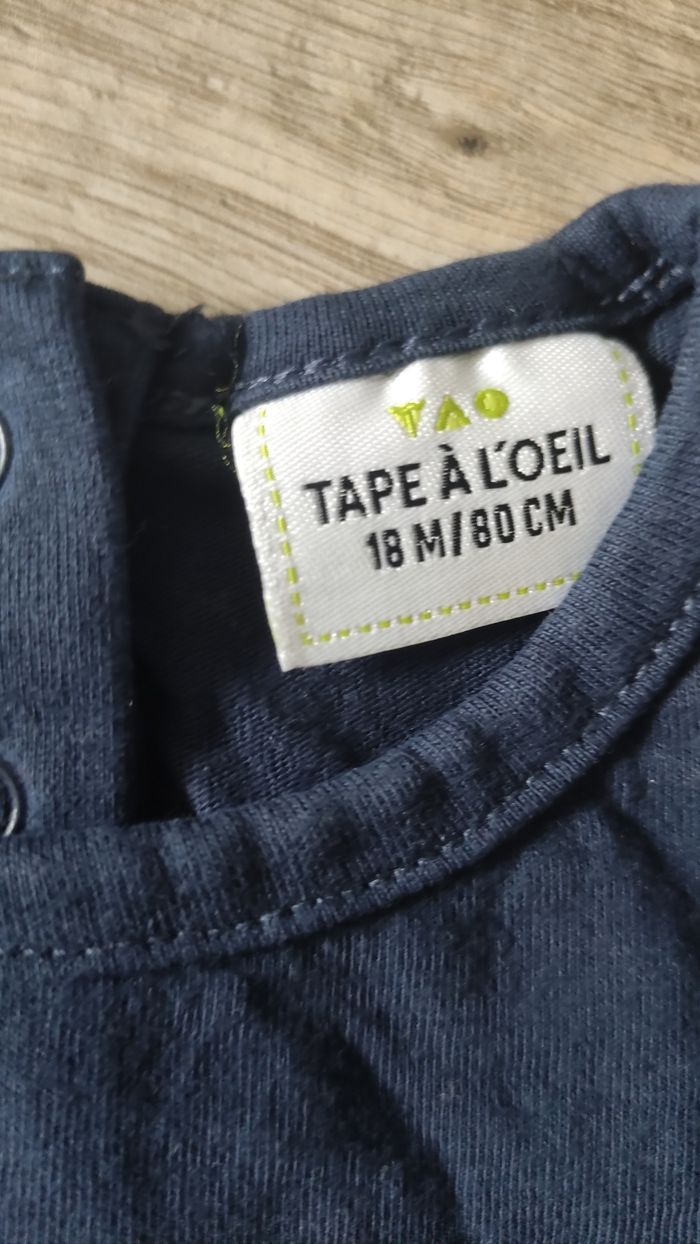 TAO
TAPE À L'OEIL
18 M/80 CM